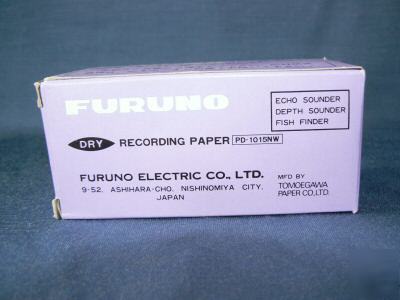 FURUNO
ECHO SOUNDER
DEPTH SOUNDER
FISH FINDER
DRY RECORDING PAPER PD-1015NW
FURUNO ELECTRIC CO., LTD.
9-52, ASHIHARA-CHO, NISHINOMIYA CITY,
JAPAN
MFD BY
TOMOEGAWA
PAPER CO., LTD.